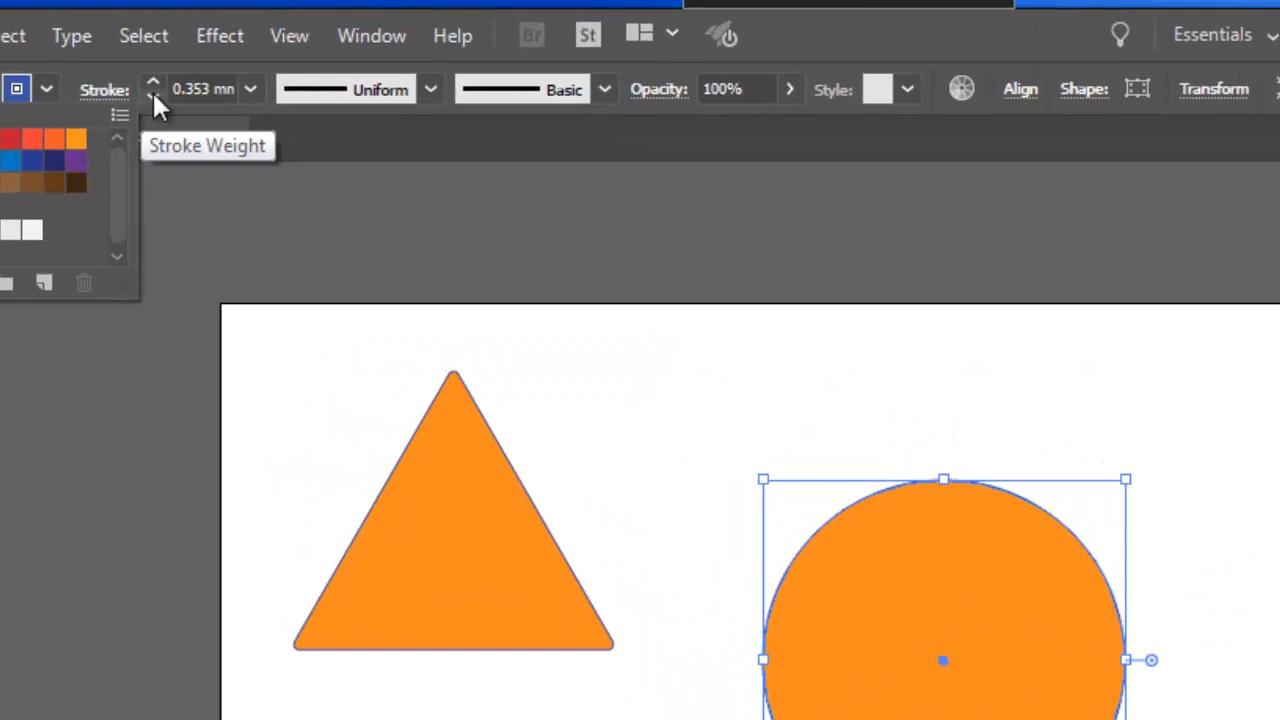 ect Type Select Effect View Window Help Br St Essentials
Stroke: 0.353 mn Uniform Basic Opacity: 100% Style: Align Shape: Transform
Stroke Weight